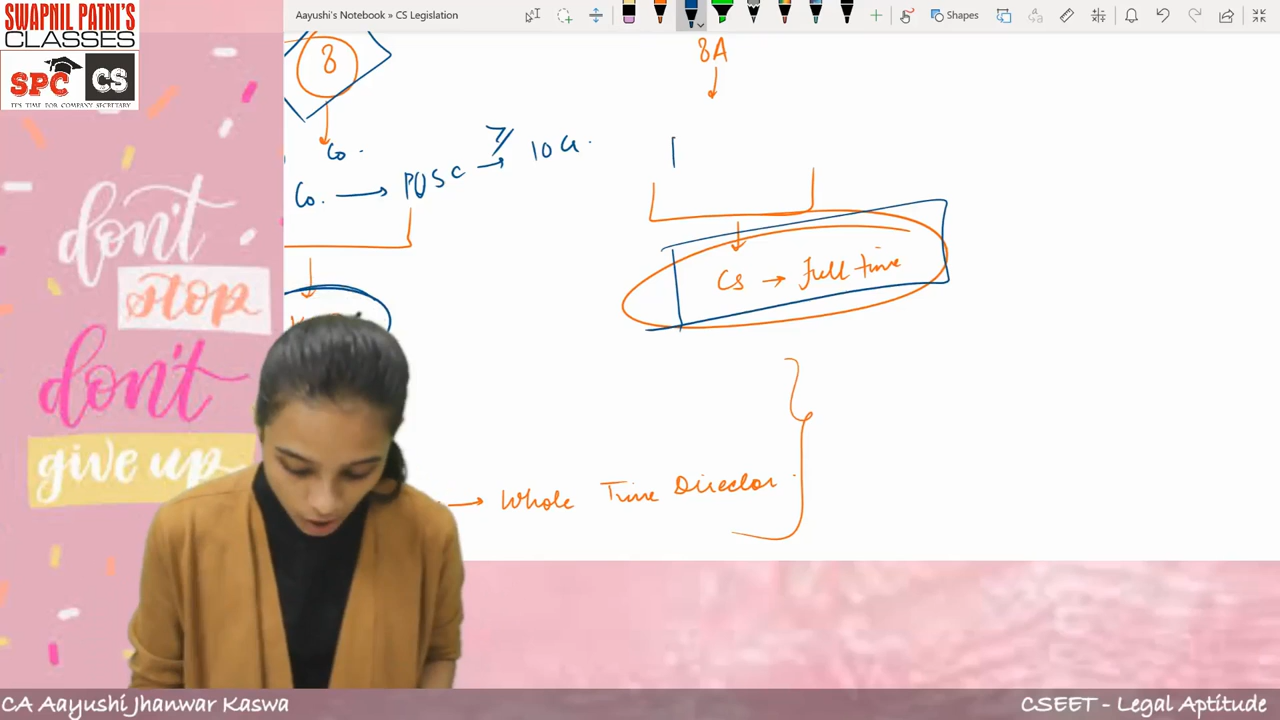 SWAPNIL PATNI'S
CLASSES
SPC CS
IT'S TIME FOR COMPANY SECRETARY
Aayushi's Notebook » CS Legislation
Shapes
8
8A
Co.
Co. → PUSC → ≥ 10 Cr.
CS → Full time
→ Whole Time Director
don't
stop
don't
give up
CA Aayushi Jhanwar Kaswa
CSEET - Legal Aptitude